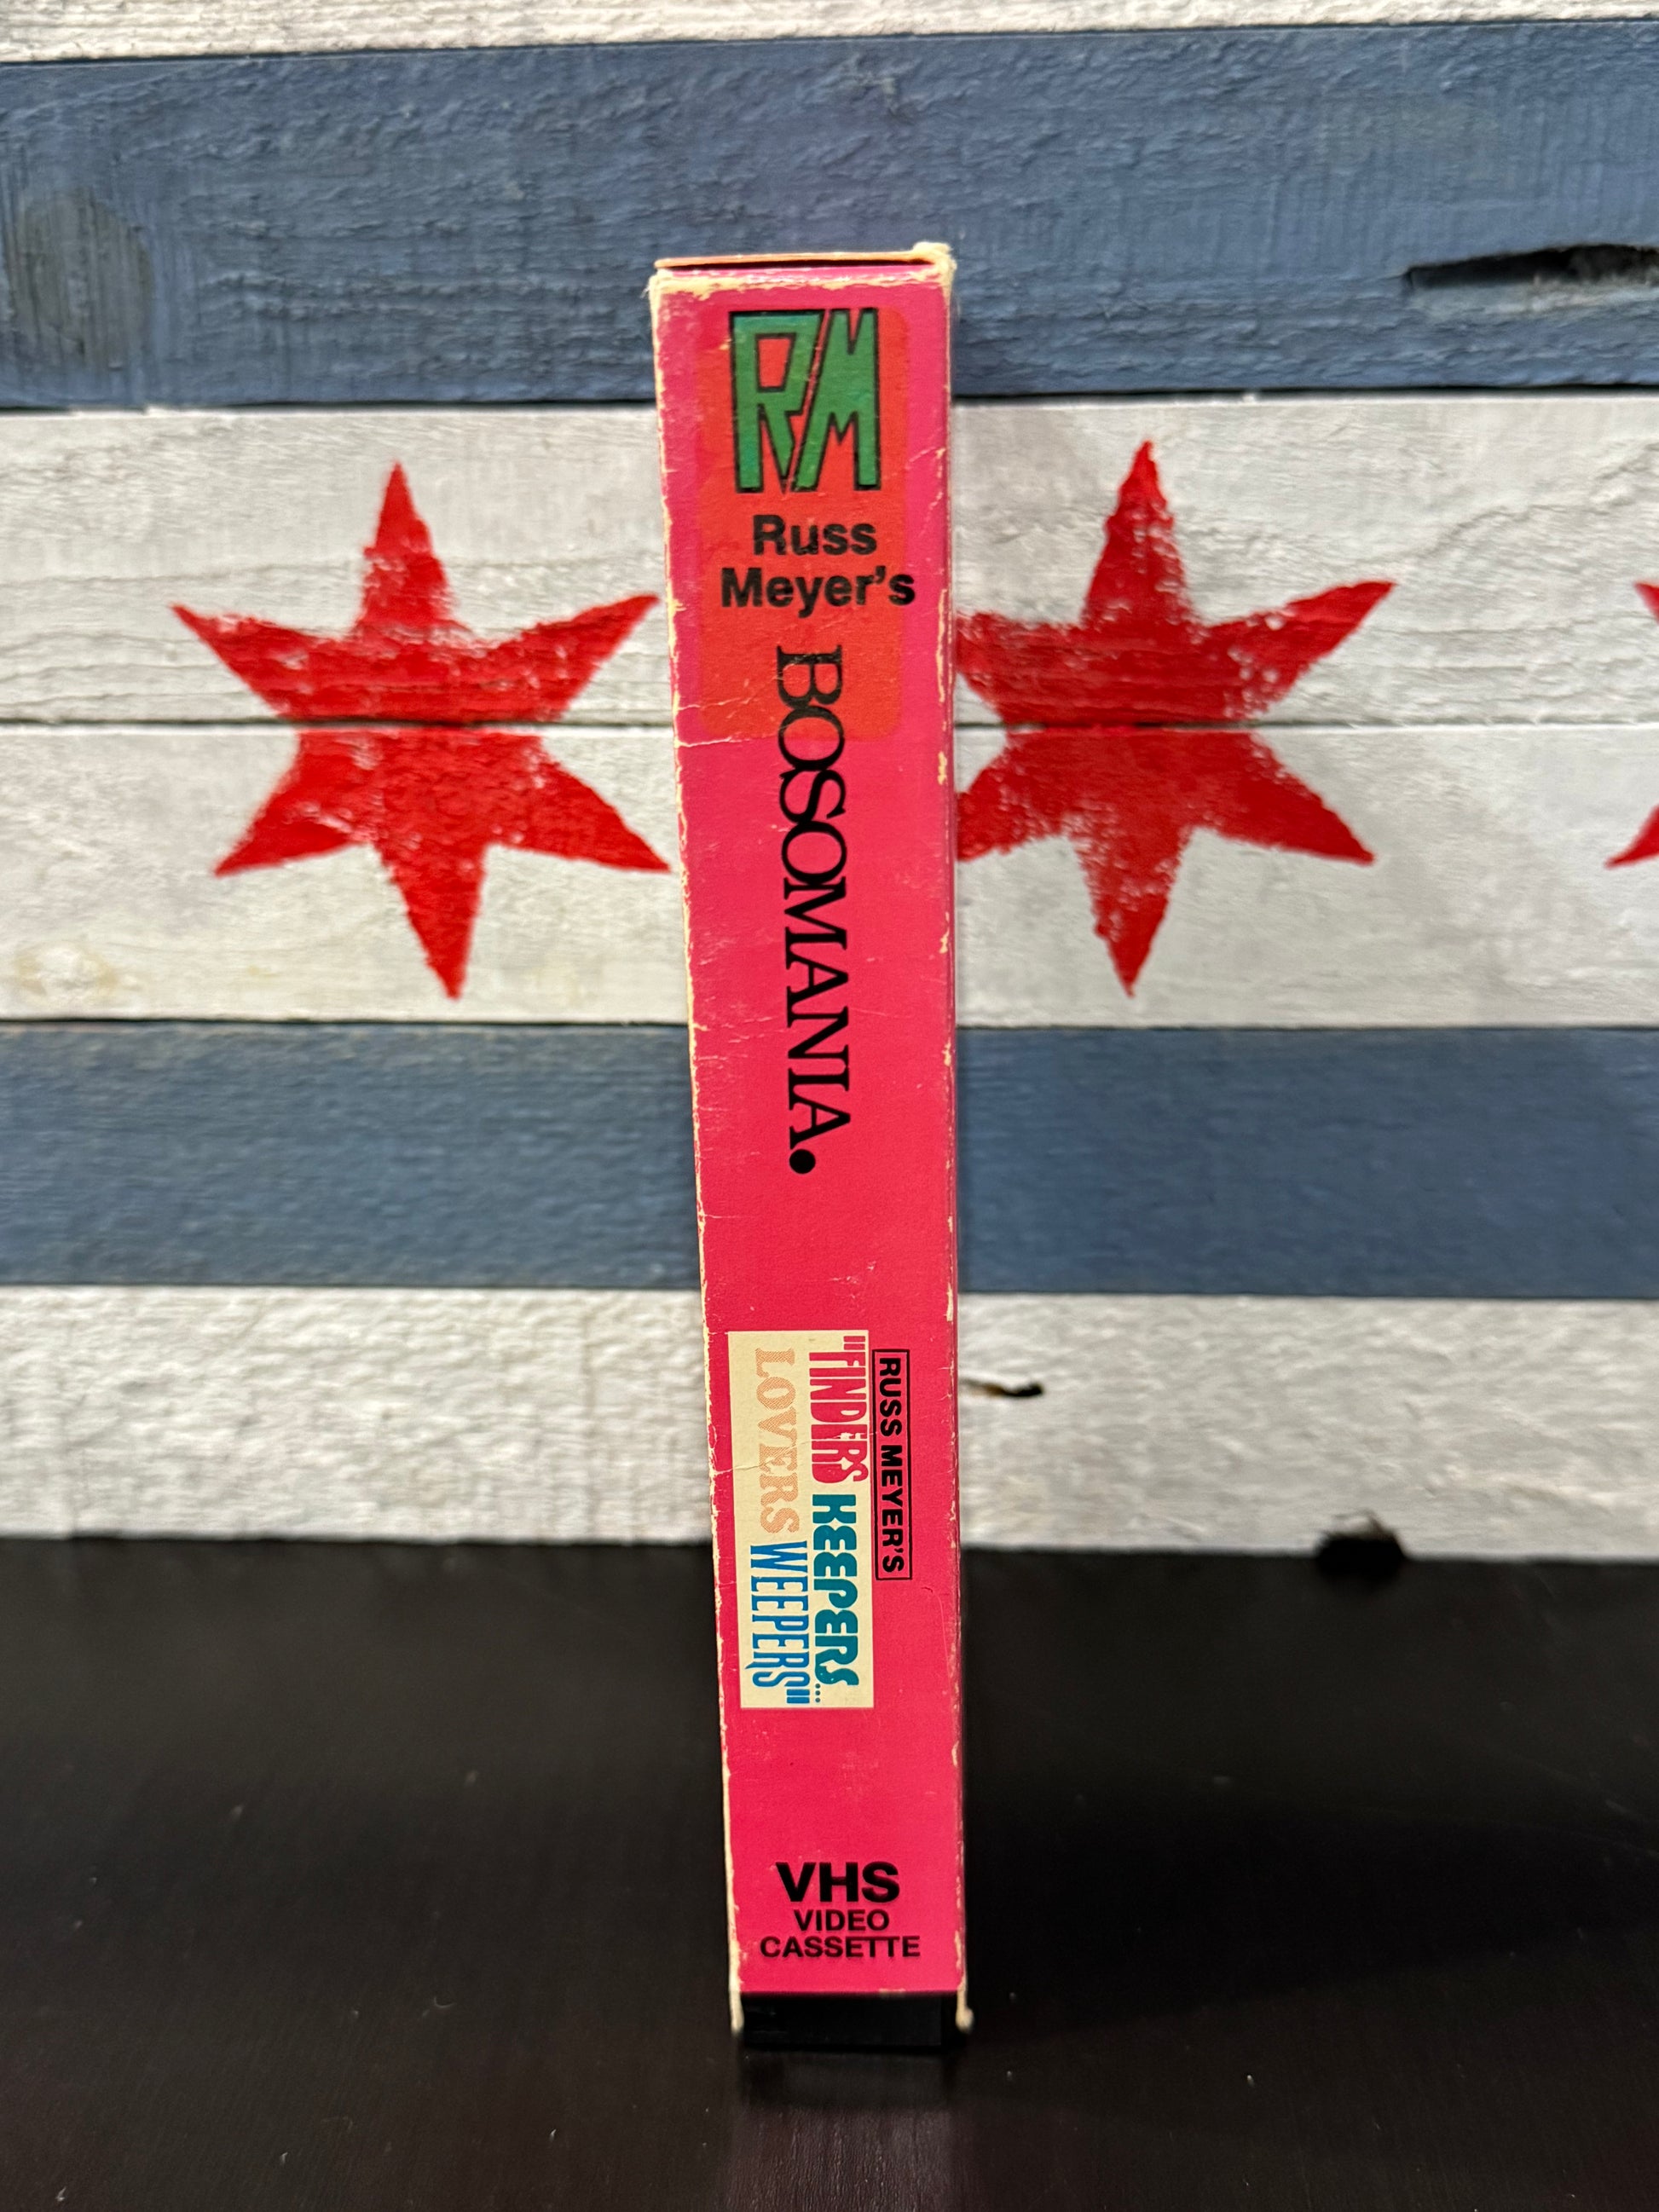 RM
Russ
Meyer's
BOSOMANIA.
RUSS MEYER'S
"FINDERS KEEPERS...
LOVERS WEEPERS"
VHS
VIDEO
CASSETTE